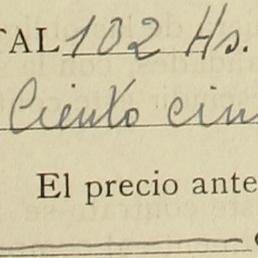 TAL 102 Hs.
Ciento cin
El precio ante